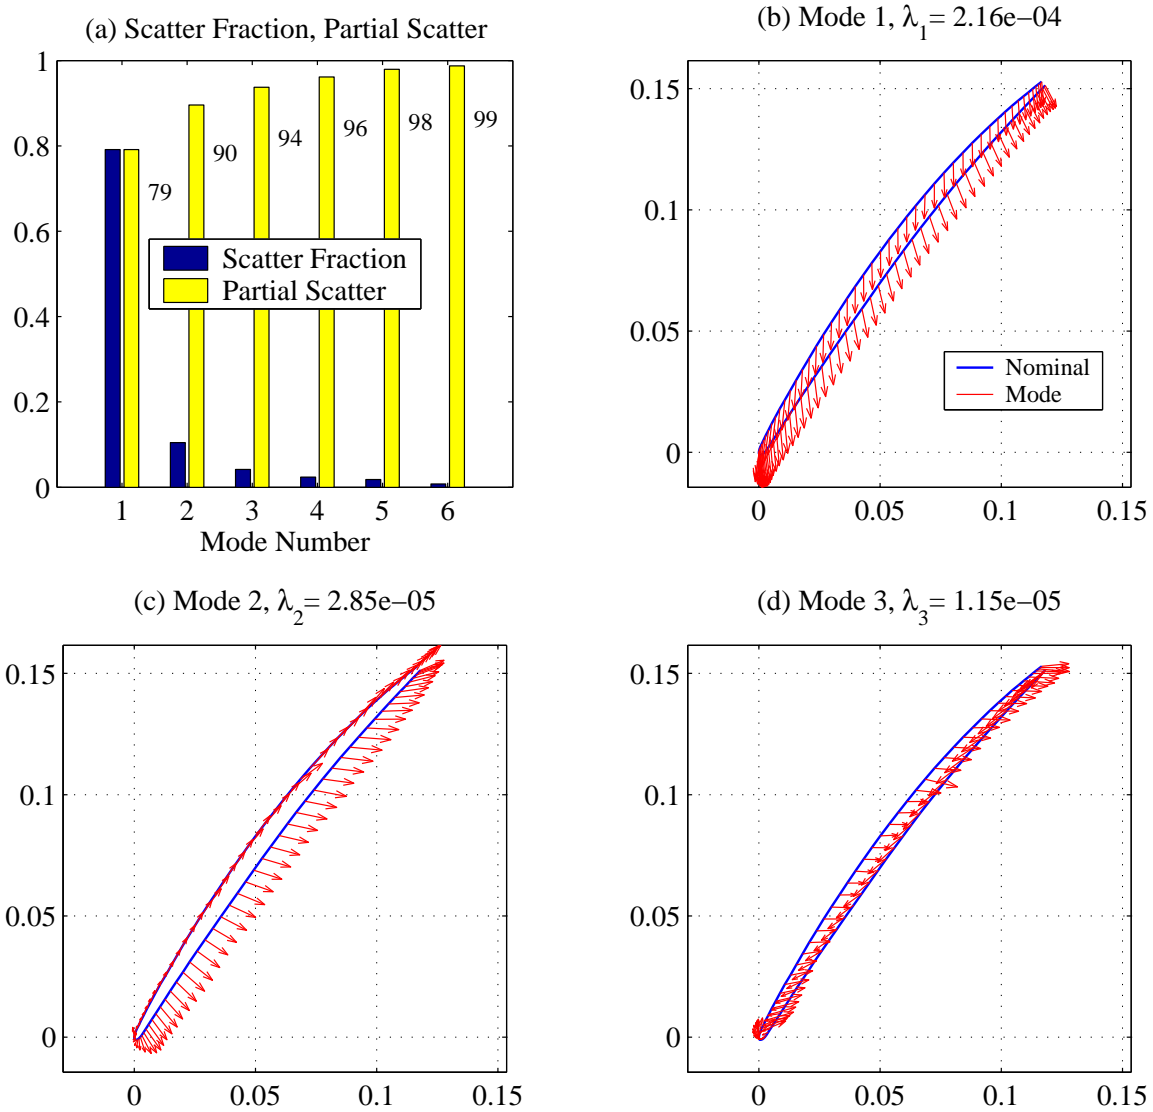 (a) Scatter Fraction, Partial Scatter
1
0.8
0.6
0.4
0.2
0
79
90
94
96
98
99
Scatter Fraction
Partial Scatter
1 2 3 4 5 6
Mode Number
(b) Mode 1, λ1= 2.16e−04
0.15
0.1
0.05
0
Nominal
Mode
0 0.05 0.1 0.15
(c) Mode 2, λ2= 2.85e−05
0.15
0.1
0.05
0
0 0.05 0.1 0.15
(d) Mode 3, λ3= 1.15e−05
0.15
0.1
0.05
0
0 0.05 0.1 0.15